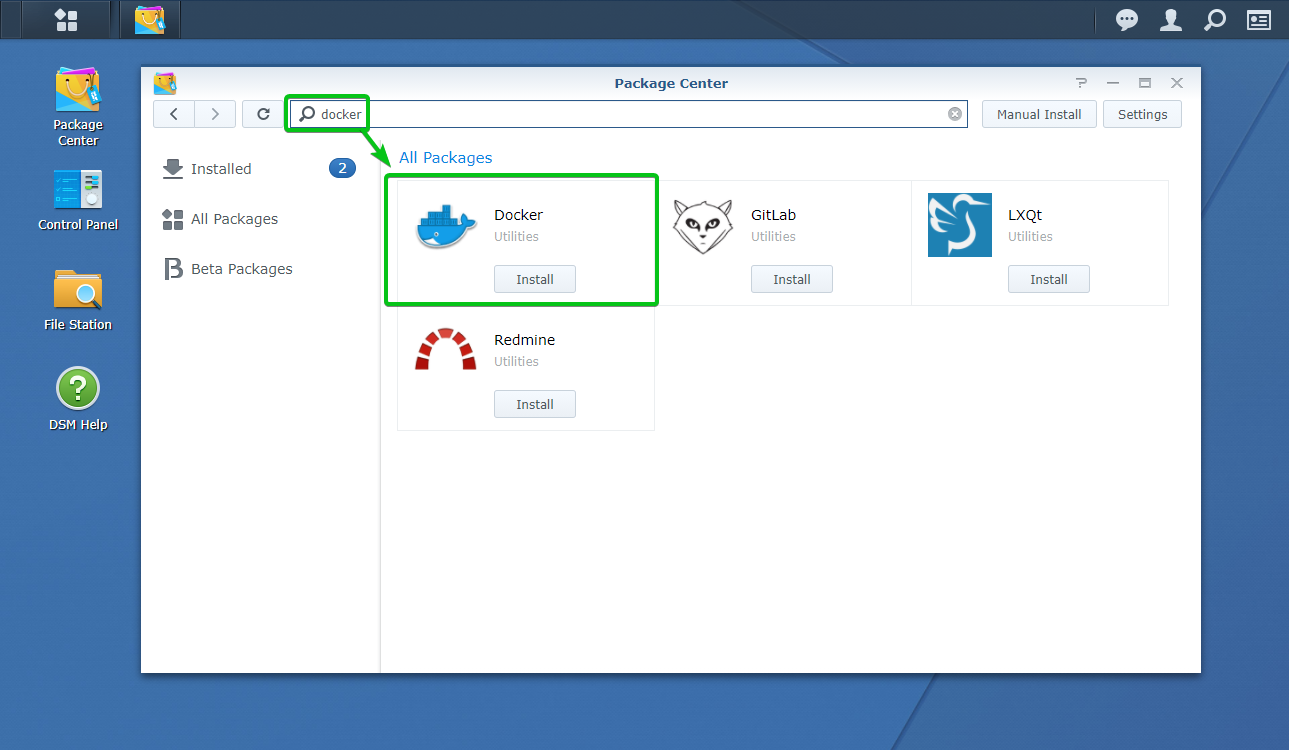 Package Center
docker
Manual Install
Settings
Package
Center
Control Panel
File Station
DSM Help
Installed
2
All Packages
Beta Packages
All Packages
Docker
Utilities
Install
GitLab
Utilities
Install
LXQt
Utilities
Install
Redmine
Utilities
Install